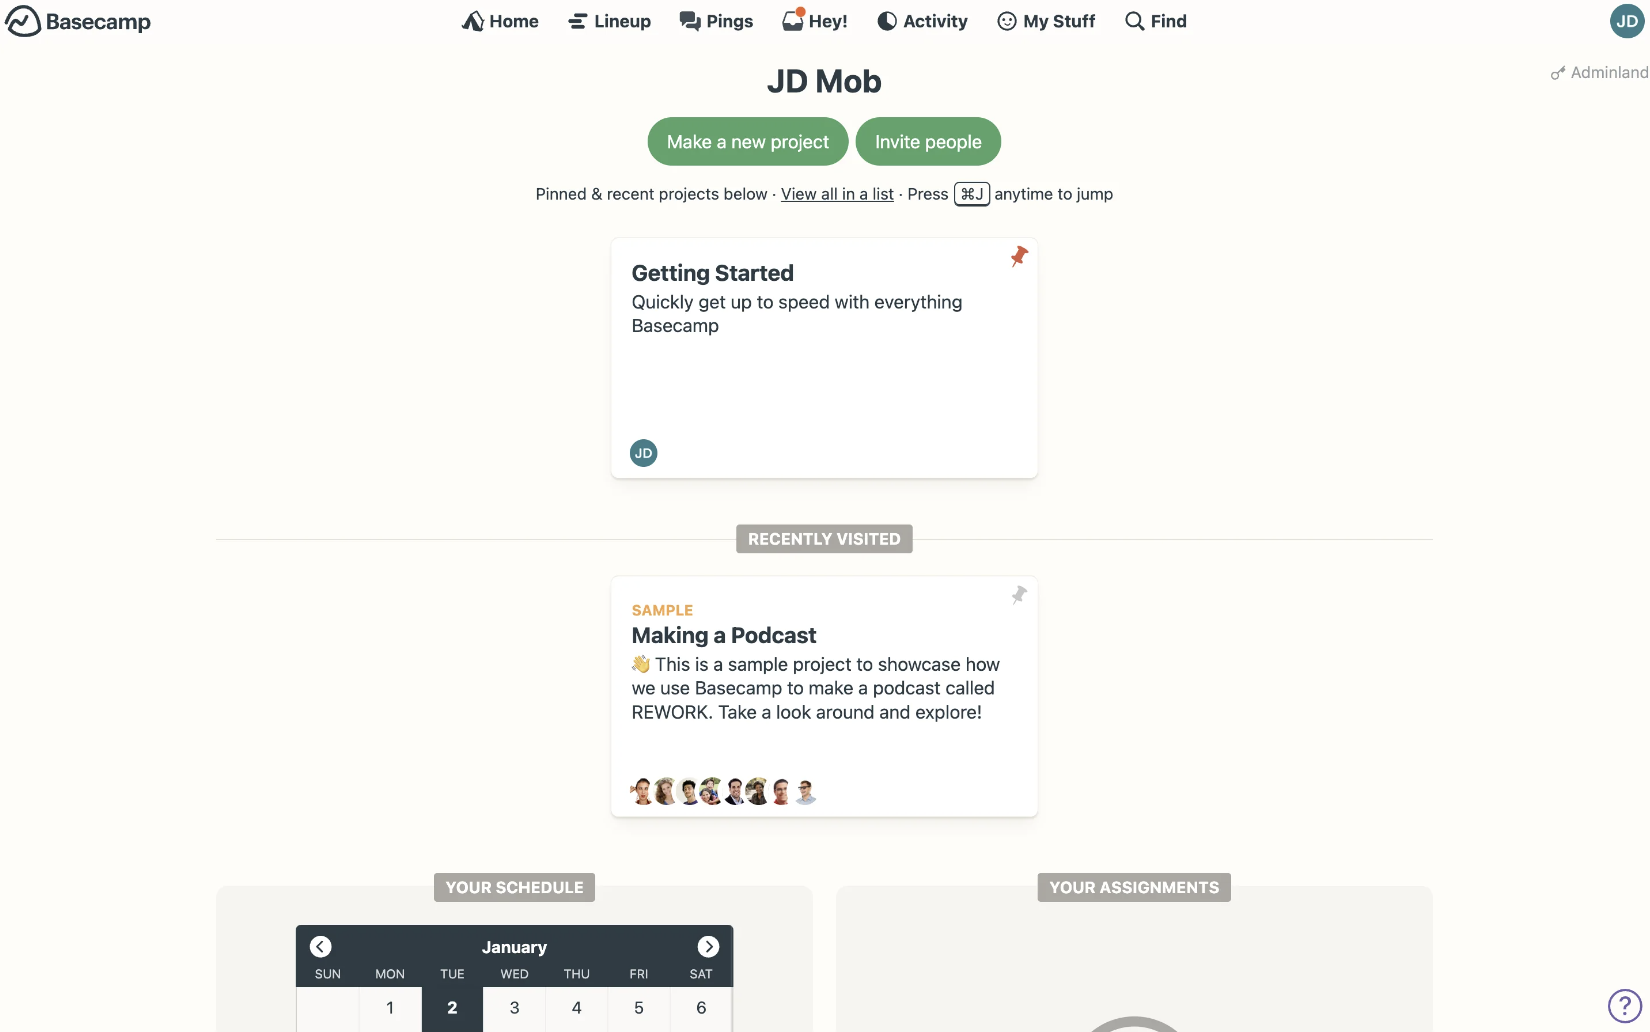 Basecamp
Home
Lineup
Pings
Hey!
Activity
My Stuff
Find
JD
JD Mob
Adminland
Make a new project
Invite people
Pinned & recent projects below · View all in a list · Press ⌘J anytime to jump
Getting Started
Quickly get up to speed with everything
Basecamp
JD
RECENTLY VISITED
SAMPLE
Making a Podcast
👋 This is a sample project to showcase how
we use Basecamp to make a podcast called
REWORK. Take a look around and explore!
YOUR SCHEDULE
January
SUN MON TUE WED THU FRI SAT
1 2 3 4 5 6
YOUR ASSIGNMENTS
?